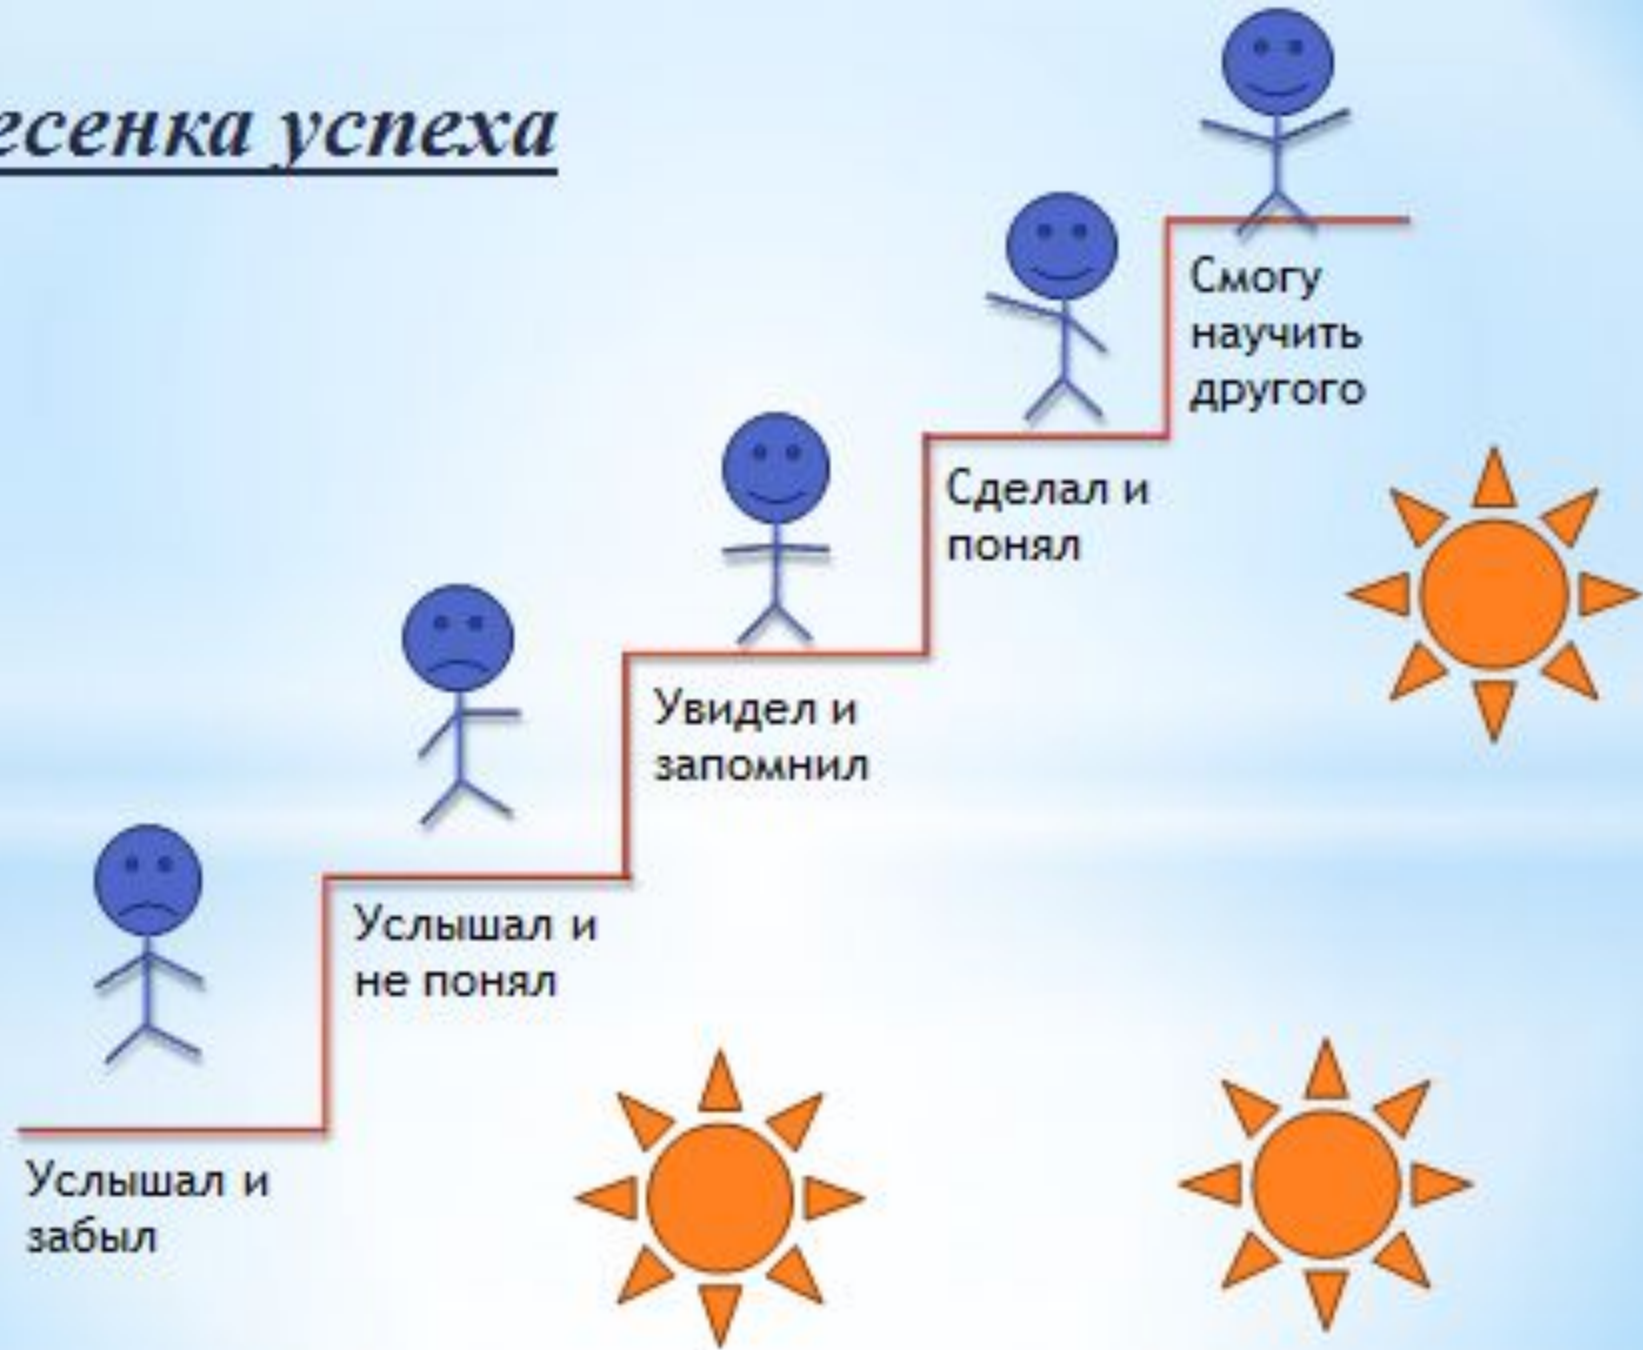 есенка успеха
Смогу
научить
другого
Сделал и
понял
Увидел и
запомнил
Услышал и
не понял
Услышал и
забыл